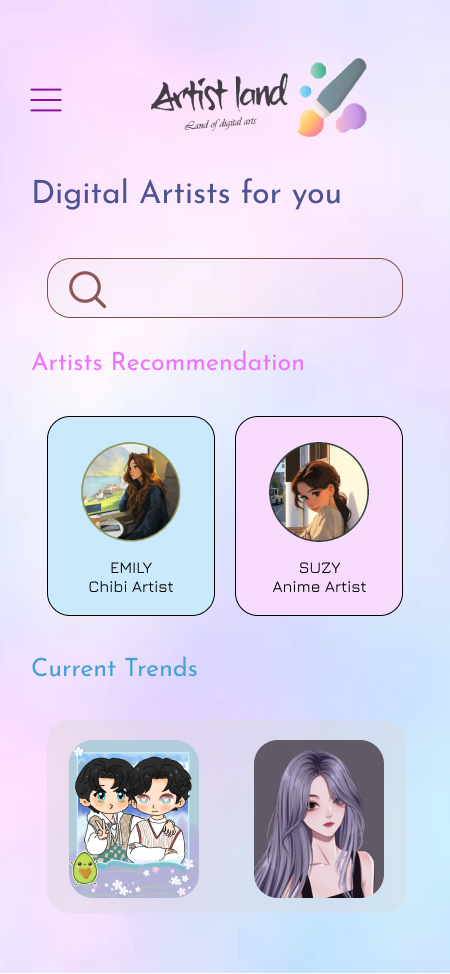 Artist land
Land of digital arts
Digital Artists for you
Artists Recommendation
EMILY
Chibi Artist
SUZY
Anime Artist
Current Trends